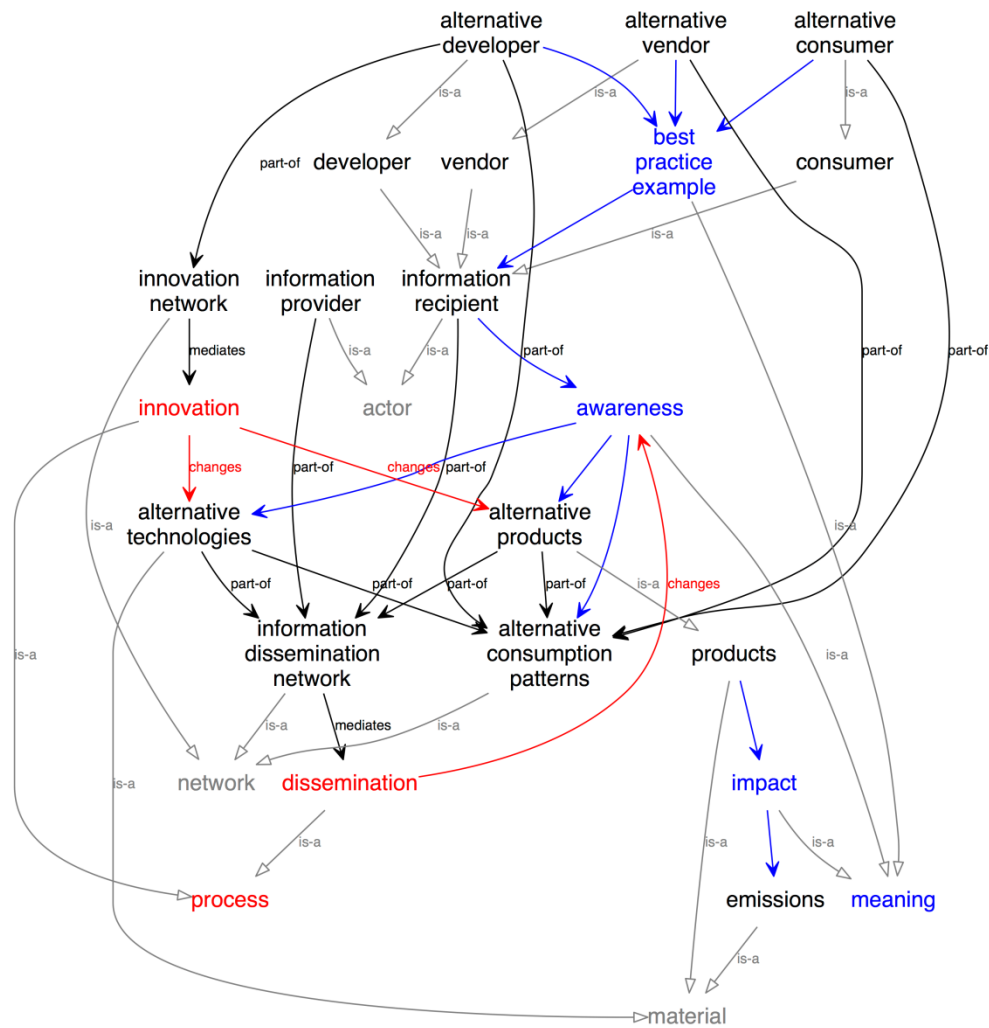 alternative
developer
alternative
vendor
alternative
consumer
is-a
is-a
is-a
best
practice
example
part-of
developer
vendor
consumer
is-a
is-a
is-a
innovation
network
information
provider
information
recipient
mediates
is-a
is-a
part-of
part-of
part-of
innovation
actor
awareness
changes
part-of
changes
part-of
alternative
technologies
alternative
products
is-a
is-a
part-of
part-of
part-of
part-of
is-a
changes
information
dissemination
network
alternative
consumption
patterns
products
is-a
is-a
is-a
mediates
is-a
network
dissemination
impact
is-a
is-a
is-a
is-a
process
emissions
meaning
is-a
material